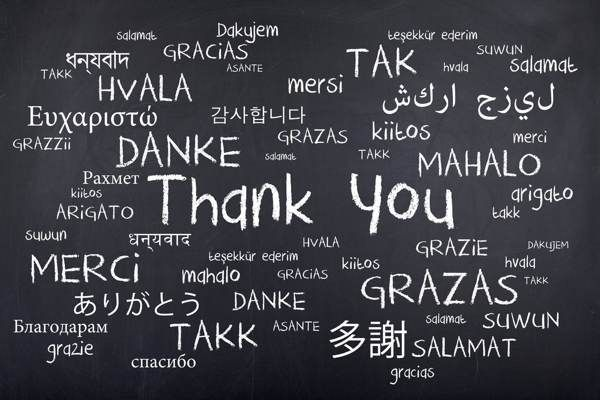 salamat
Dakujem
teşekkür ederim
धन्यवाद
GRACiAS
TAK
suwun
TAKK
ASANTE
hvala
salamat
HVALA
mersi
ليزج اركش
Ευχαριστώ
감사합니다
kiitos
GRAZZii
GRAZAS
merci
DANKE
salamat
TAKK
MAHALO
Рахмет
Thank You
kiitos
arigato
ARiGATO
takk
suwun
धन्यवाद
HVALA
GRAZiE
DAKUJEM
MERCi
teşekkür ederim
kiitos
hvala
mahalo
GRACiAS
GRAZAS
TAKK
ありがとう
DANKE
Благодарам
TAKK
ASANTE
多謝
salamat
SUWUN
grazie
SALAMAT
спасибо
gracias